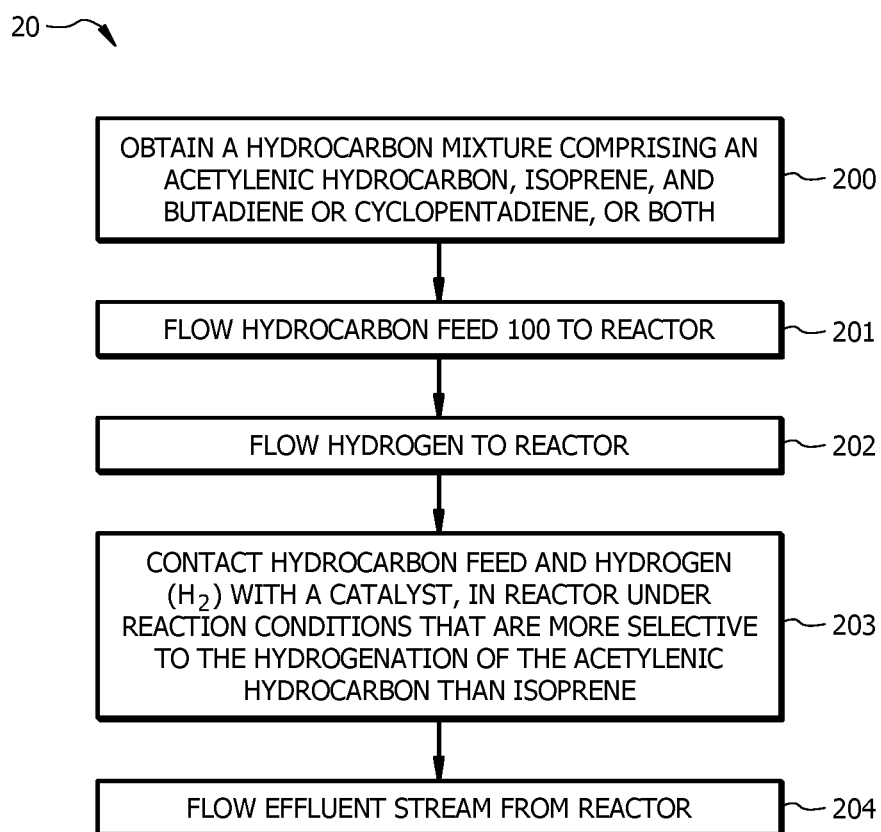 20
OBTAIN A HYDROCARBON MIXTURE COMPRISING AN
ACETYLENIC HYDROCARBON, ISOPRENE, AND
BUTADIENE OR CYCLOPENTADIENE, OR BOTH
200
FLOW HYDROCARBON FEED 100 TO REACTOR
201
FLOW HYDROGEN TO REACTOR
202
CONTACT HYDROCARBON FEED AND HYDROGEN
(H₂) WITH A CATALYST, IN REACTOR UNDER
REACTION CONDITIONS THAT ARE MORE SELECTIVE
TO THE HYDROGENATION OF THE ACETYLENIC
HYDROCARBON THAN ISOPRENE
203
FLOW EFFLUENT STREAM FROM REACTOR
204